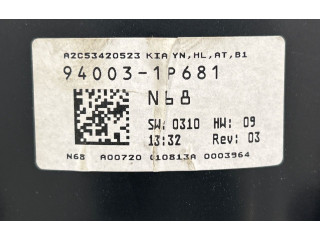 A2C53420523 KIA YN,HL,AT,B1
94003-1P681
N68
SW: 0310 HW: 09
13:32 Rev: 03
N68 A00720 010813A 0003964